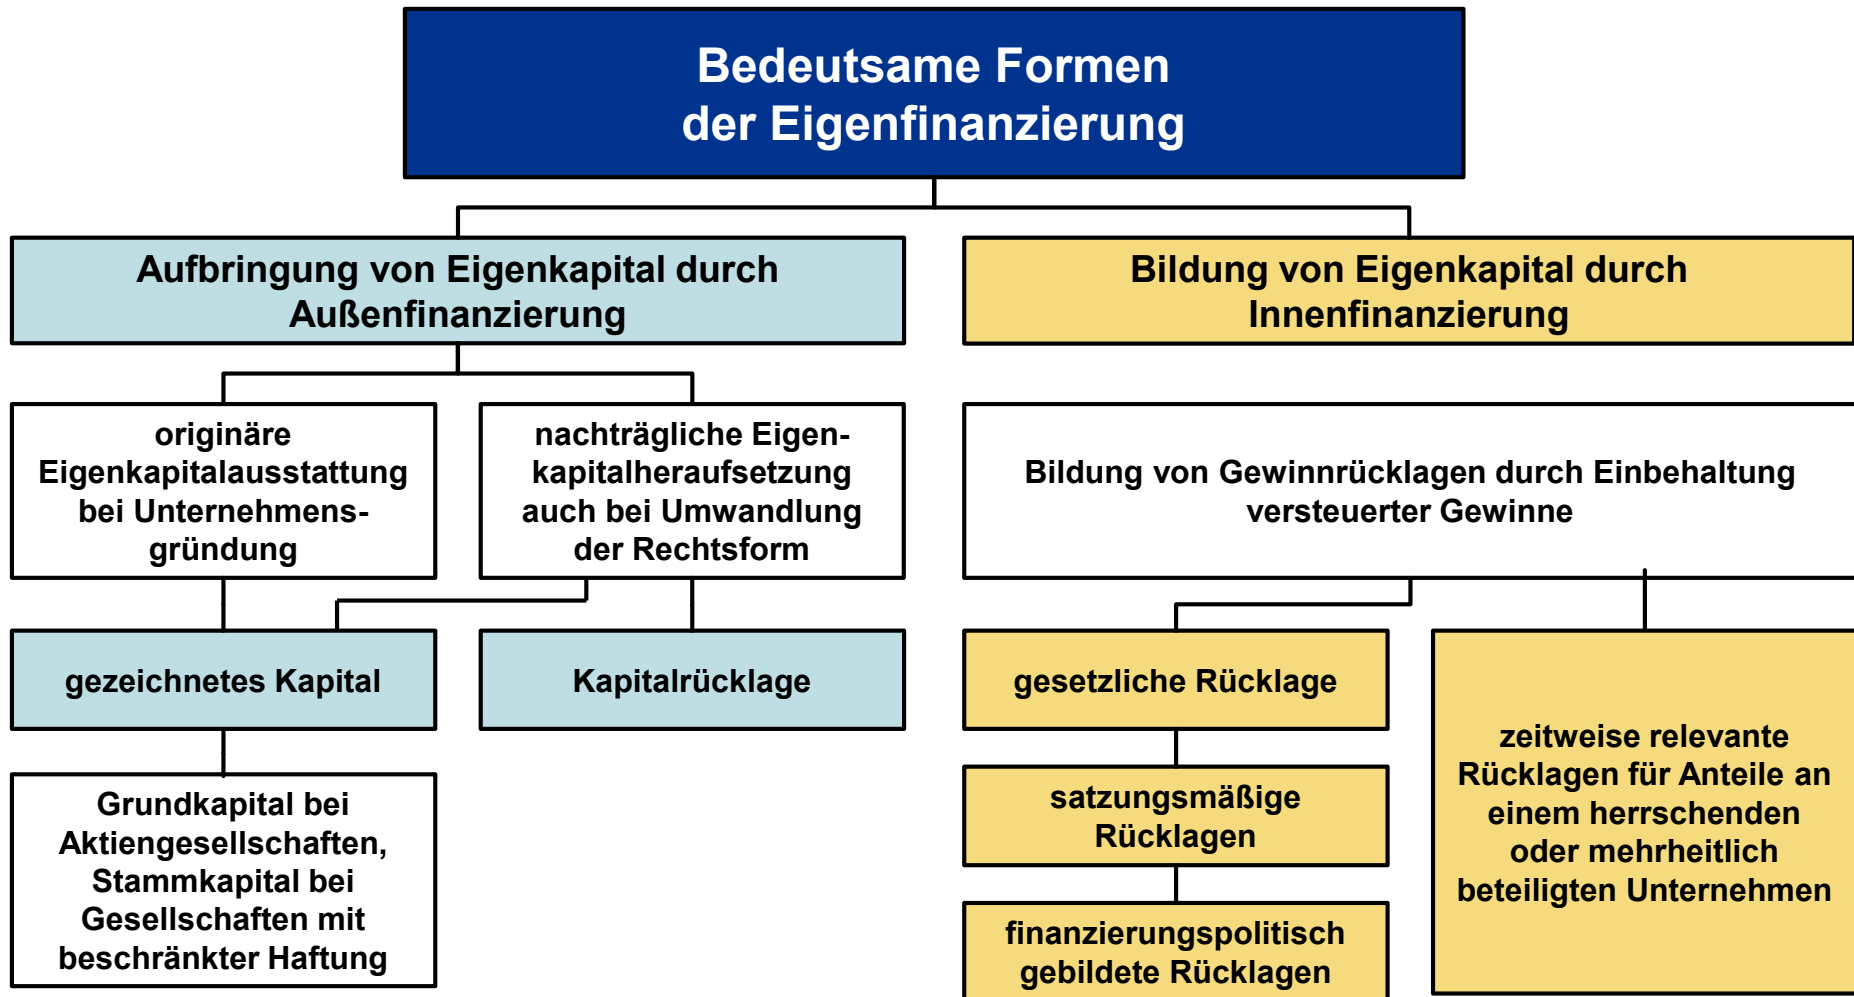 Bedeutsame Formen
der Eigenfinanzierung
Aufbringung von Eigenkapital durch
Außenfinanzierung
Bildung von Eigenkapital durch
Innenfinanzierung
originäre
Eigenkapitalausstattung
bei Unternehmens-
gründung
nachträgliche Eigen-
kapitalheraufsetzung
auch bei Umwandlung
der Rechtsform
Bildung von Gewinnrücklagen durch Einbehaltung
versteuerter Gewinne
gezeichnetes Kapital
Kapitalrücklage
gesetzliche Rücklage
zeitweise relevante
Rücklagen für Anteile an
einem herrschenden
oder mehrheitlich
beteiligten Unternehmen
Grundkapital bei
Aktiengesellschaften,
Stammkapital bei
Gesellschaften mit
beschränkter Haftung
satzungsmäßige
Rücklagen
finanzierungspolitisch
gebildete Rücklagen